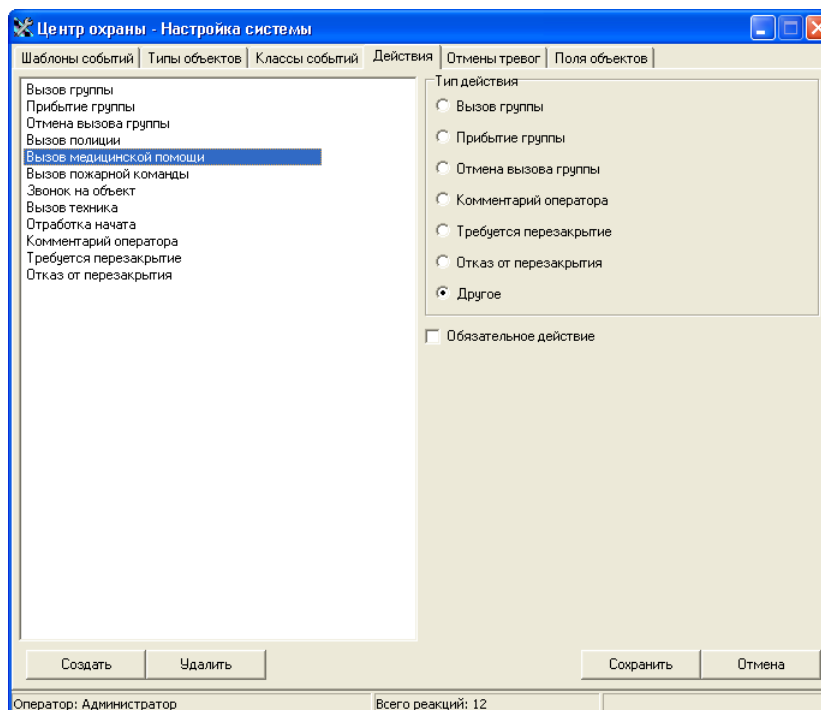 Центр охраны - Настройка системы
Шаблоны событий Типы объектов Классы событий Действия Отмены тревог Поля объектов
Вызов группы
Прибытие группы
Отмена вызова группы
Вызов полиции
Вызов медицинской помощи
Вызов пожарной команды
Звонок на объект
Вызов техника
Отработка начата
Комментарий оператора
Требуется перезакрытие
Отказ от перезакрытия
Тип действия
Вызов группы
Прибытие группы
Отмена вызова группы
Комментарий оператора
Требуется перезакрытие
Отказ от перезакрытия
Другое
Обязательное действие
Создать Удалить Сохранить Отмена
Оператор: Администратор Всего реакций: 12